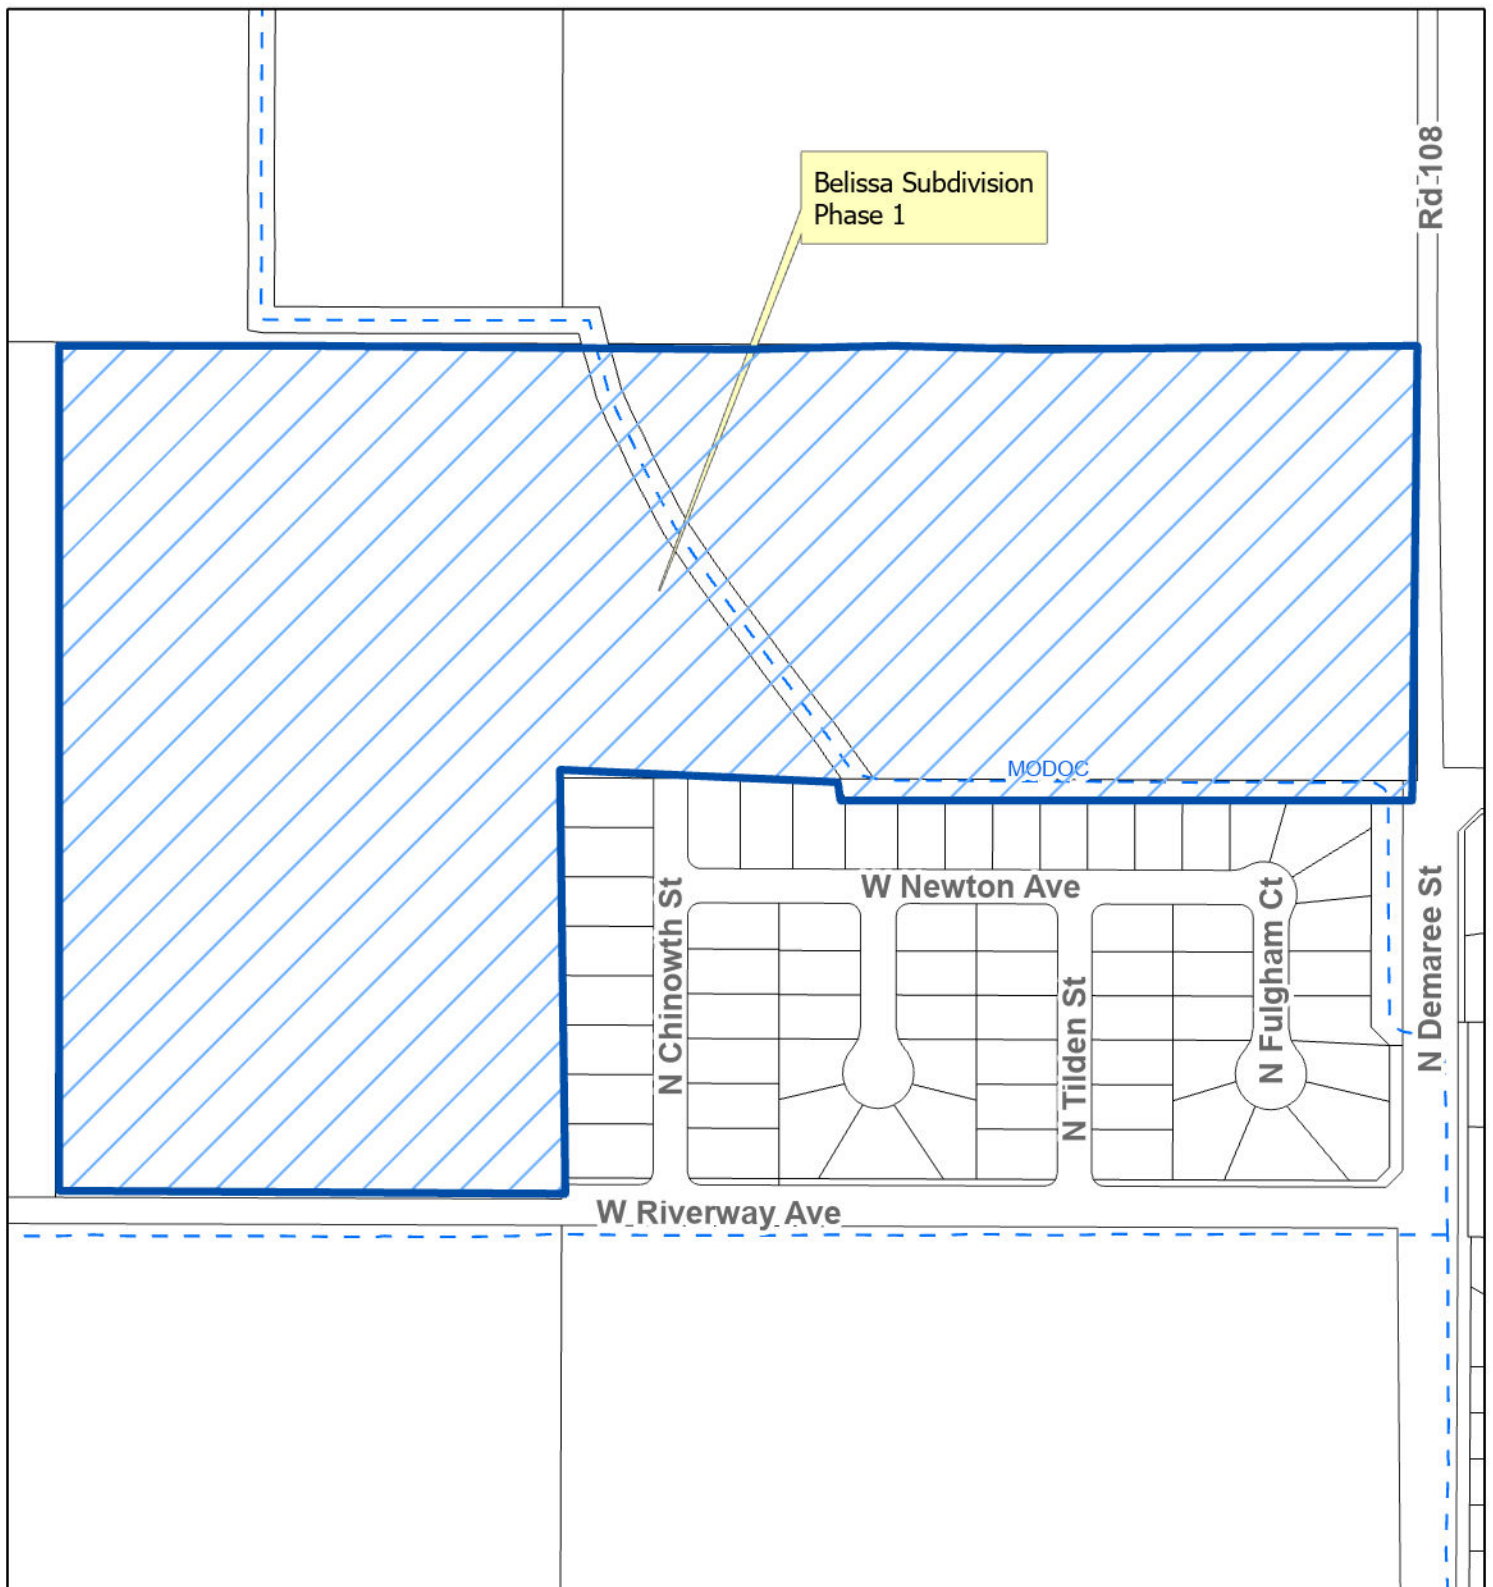 Rd 108
Belissa Subdivision
Phase 1
MODOC
W Newton Ave
N Chinowth St
N Tilden St
N Fulgham Ct
N Demaree St
W Riverway Ave